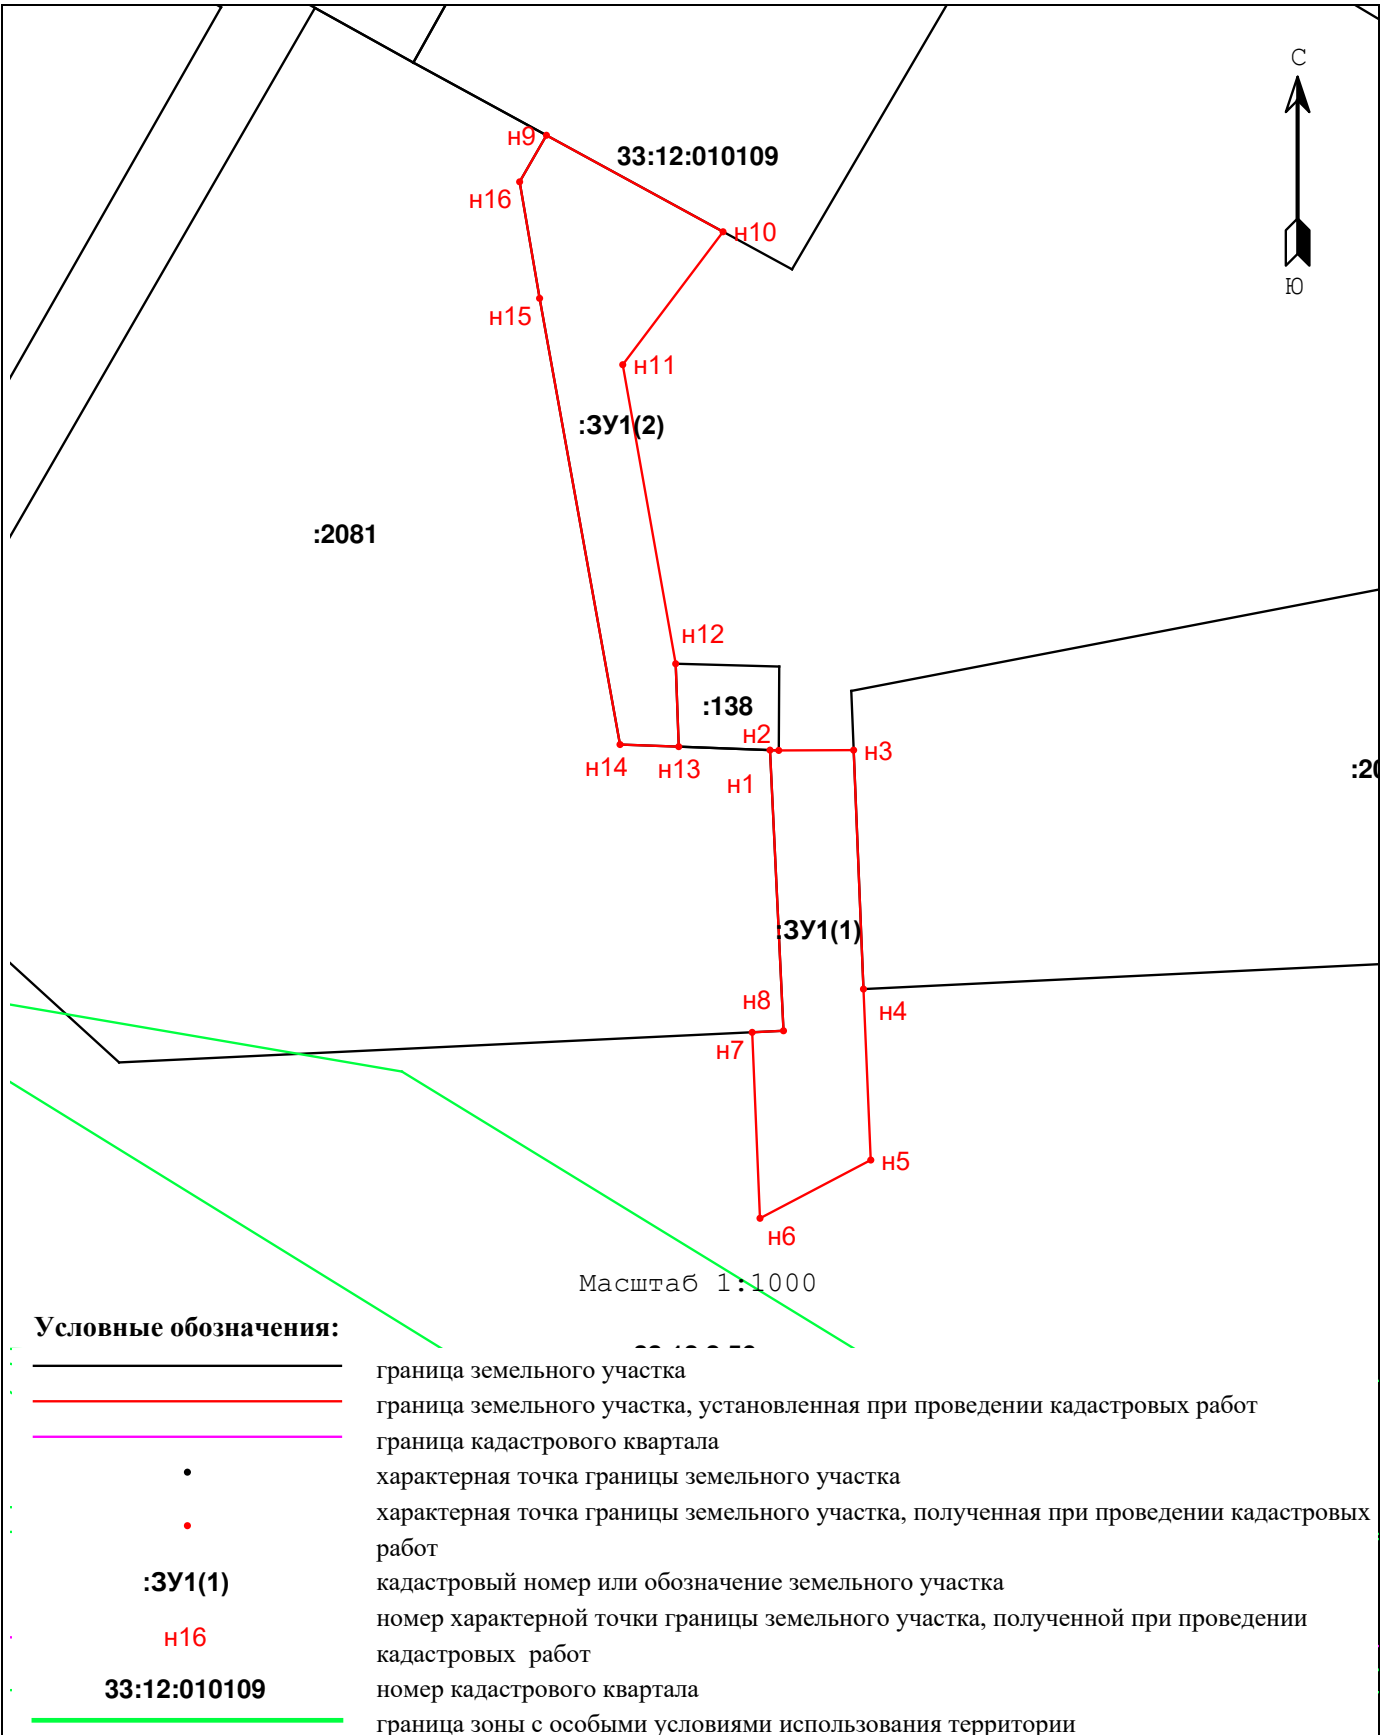 С
н9
33:12:010109
н16
н10
Ю
н15
н11
:ЗУ1(2)
:2081
н12
:138
н2
н3
н14
н13
н1
:20
:ЗУ1(1)
н8
н4
н7
н5
н6
Масштаб 1:1000
Условные обозначения:
граница земельного участка
граница земельного участка, установленная при проведении кадастровых работ
граница кадастрового квартала
характерная точка границы земельного участка
характерная точка границы земельного участка, полученная при проведении кадастровых
работ
:ЗУ1(1) кадастровый номер или обозначение земельного участка
номер характерной точки границы земельного участка, полученной при проведении
н16
кадастровых работ
33:12:010109 номер кадастрового квартала
граница зоны с особыми условиями использования территории